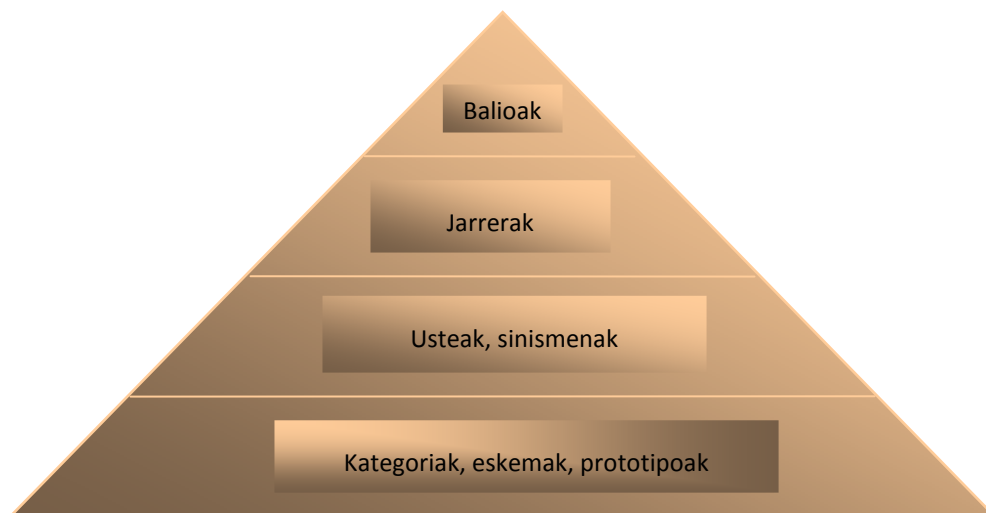 Balioak
Jarrerak
Usteak, sinismenak
Kategoriak, eskemak, prototipoak